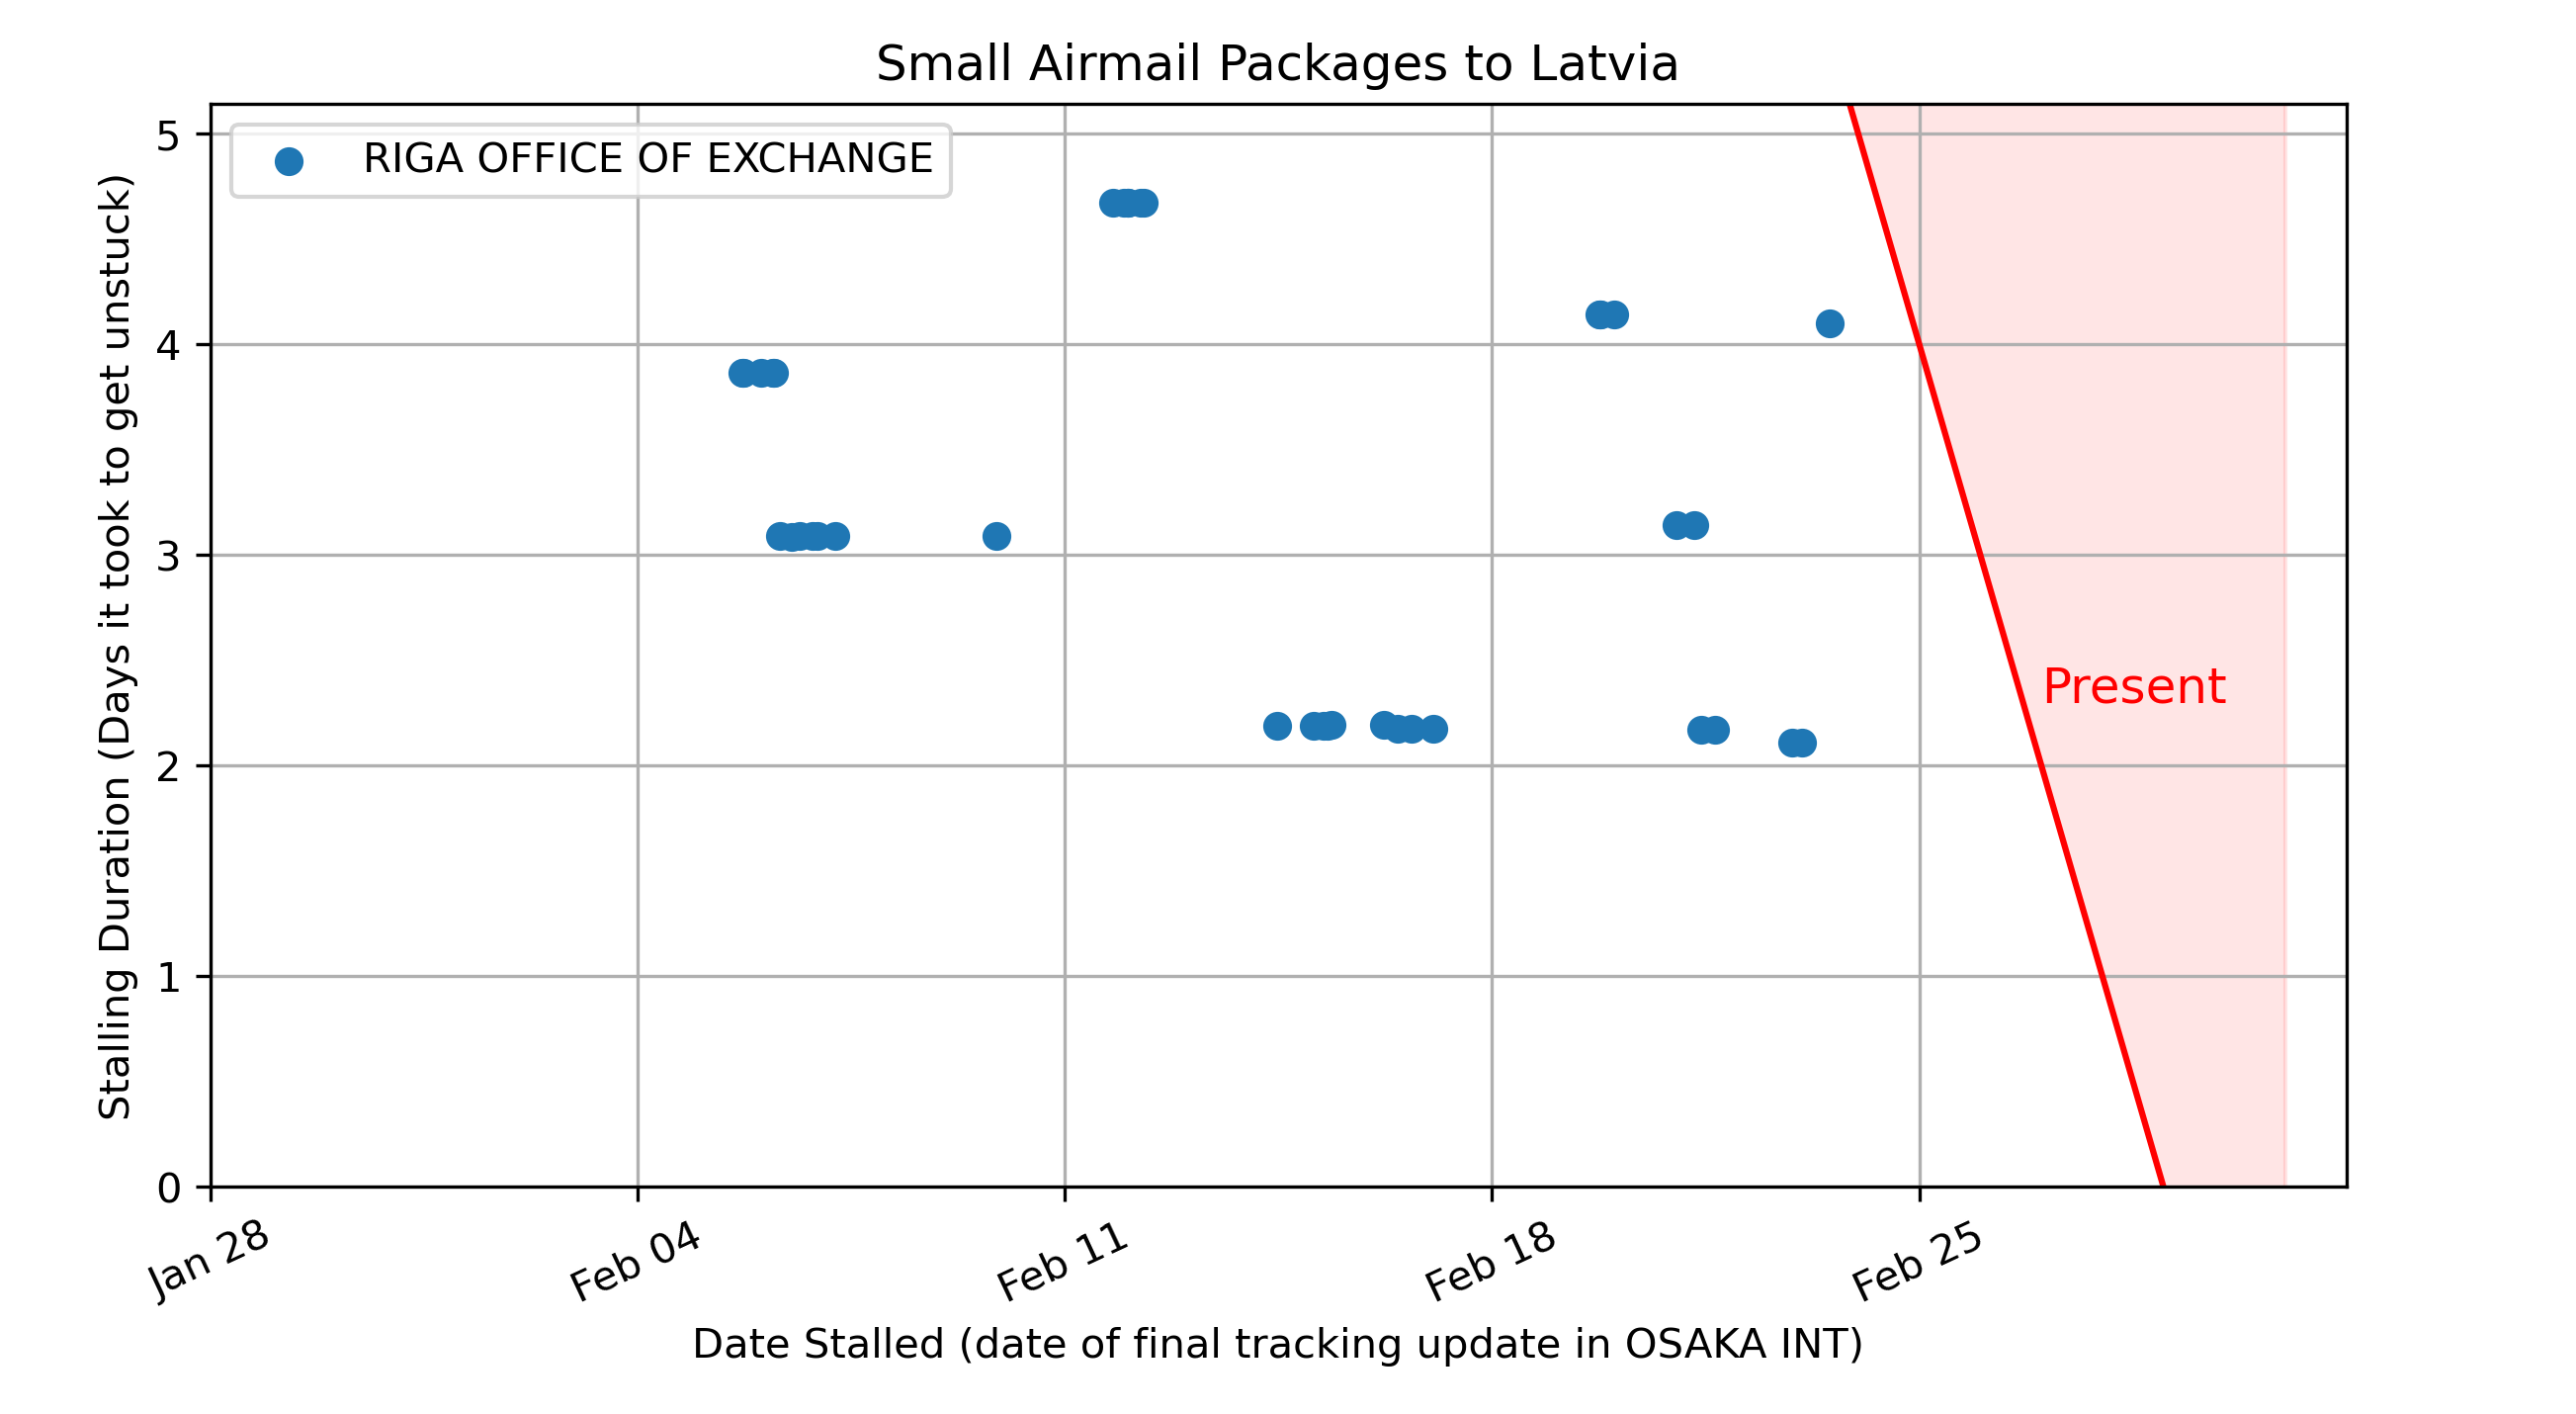 Small Airmail Packages to Latvia
RIGA OFFICE OF EXCHANGE
Stalling Duration (Days it took to get unstuck)
5
4
3
2
1
0
Present
Jan 28
Feb 04
Feb 11
Feb 18
Feb 25
Date Stalled (date of final tracking update in OSAKA INT)